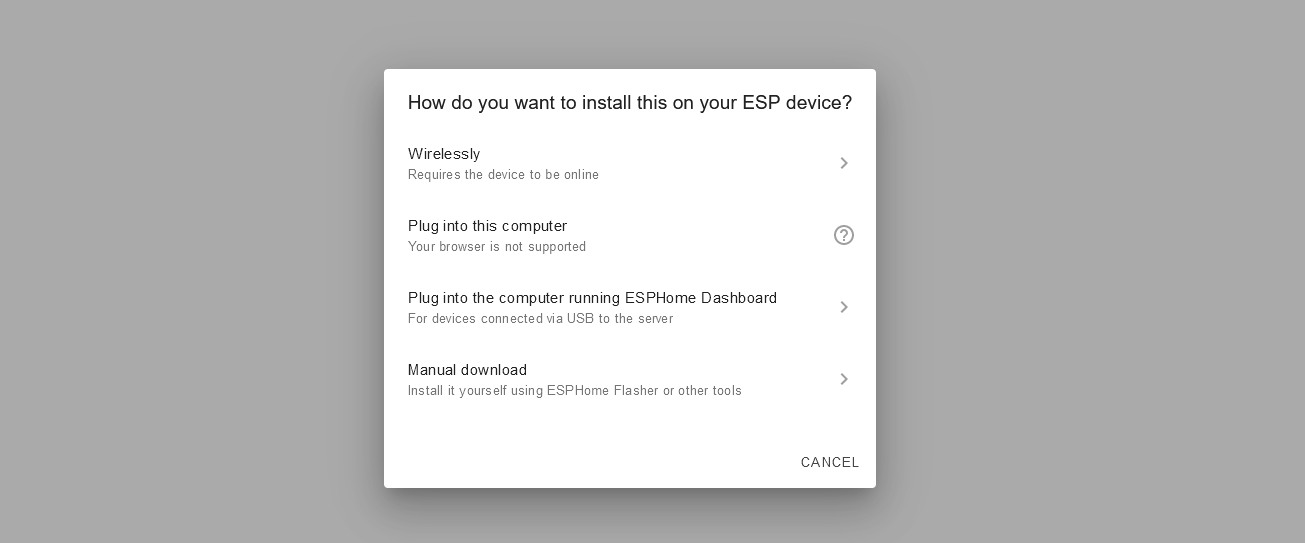 How do you want to install this on your ESP device?
Wirelessly
Requires the device to be online
Plug into this computer
Your browser is not supported
Plug into the computer running ESPHome Dashboard
For devices connected via USB to the server
Manual download
Install it yourself using ESPHome Flasher or other tools
CANCEL